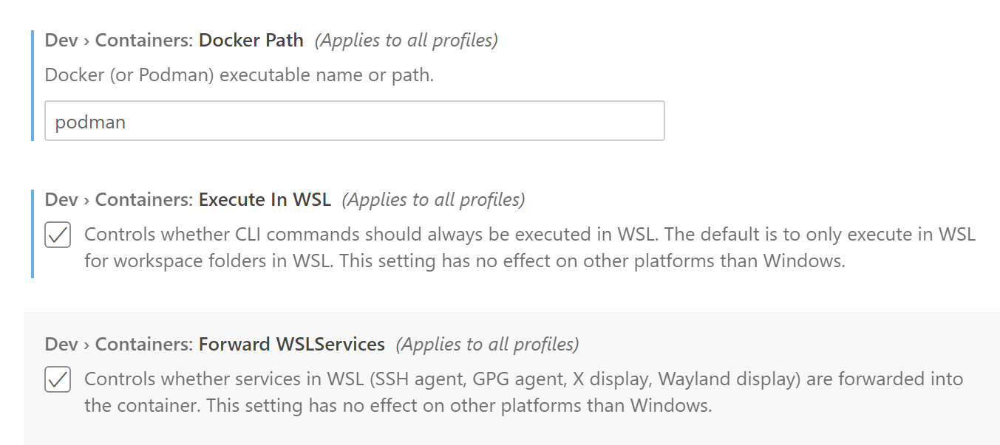 Dev › Containers: Docker Path (Applies to all profiles)
Docker (or Podman) executable name or path.
podman
Dev › Containers: Execute In WSL (Applies to all profiles)
Controls whether CLI commands should always be executed in WSL. The default is to only execute in WSL
for workspace folders in WSL. This setting has no effect on other platforms than Windows.
Dev › Containers: Forward WSLServices (Applies to all profiles)
Controls whether services in WSL (SSH agent, GPG agent, X display, Wayland display) are forwarded into
the container. This setting has no effect on other platforms than Windows.